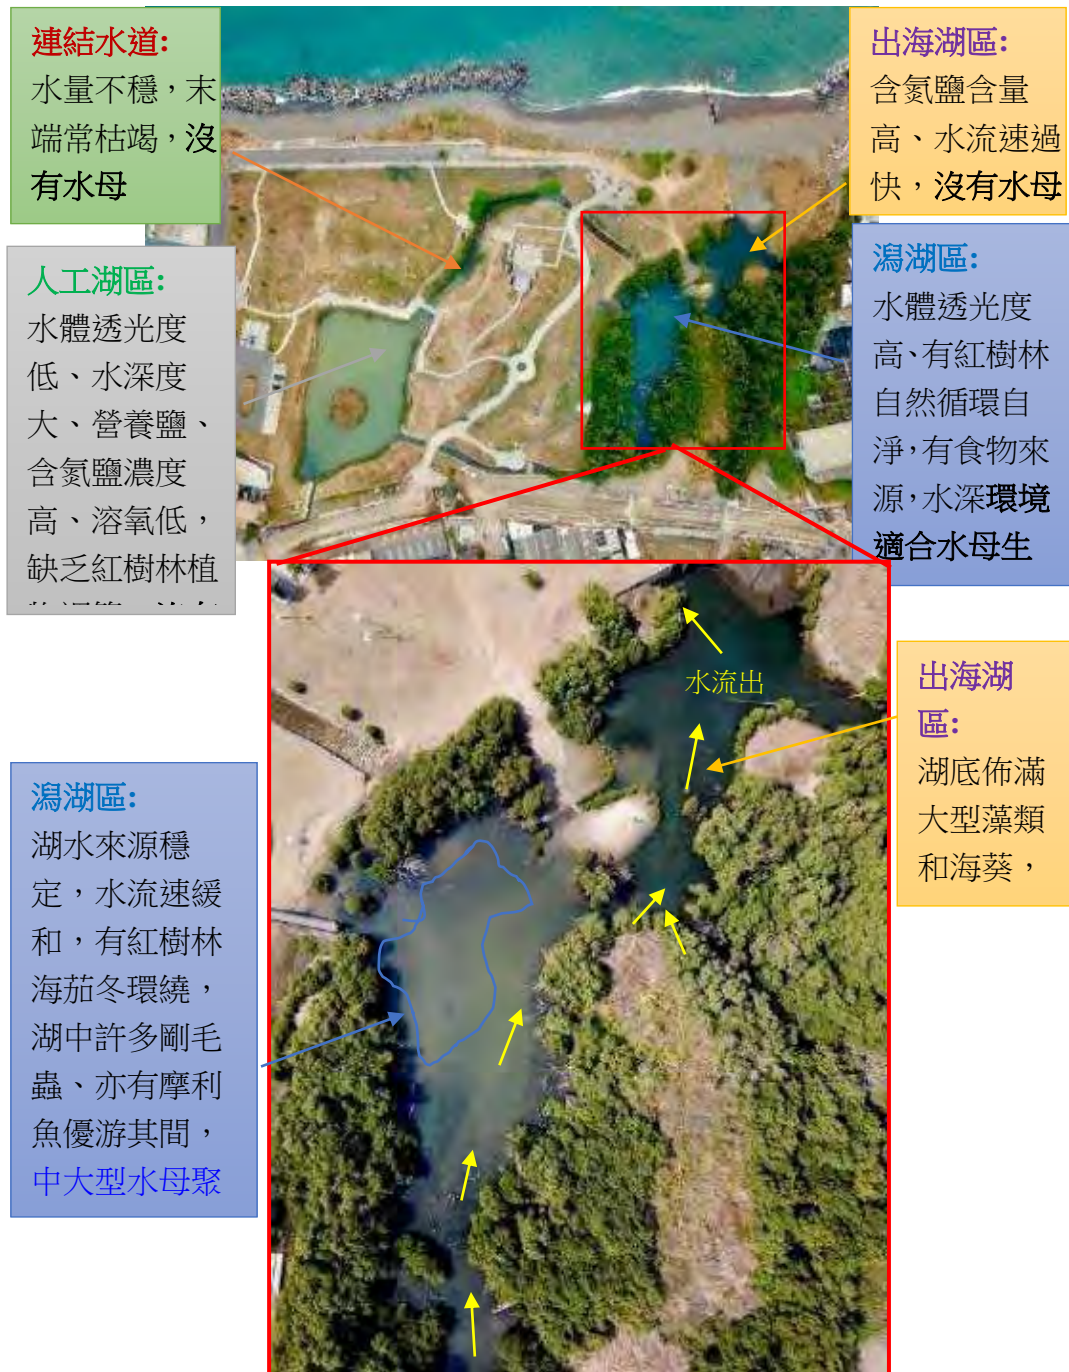 連結水道:
水量不穩，末
端常枯竭，沒
有水母
出海湖區:
含氮鹽含量
高、水流速過
快，沒有水母
人工湖區:
水體透光度
低、水深度
大、營養鹽、
含氮鹽濃度
高、溶氧低，
缺乏紅樹林植
潟湖區:
水體透光度
高、有紅樹林
自然循環自
淨，有食物來
源，水深環境
適合水母生
水流出
出海湖
區:
湖底佈滿
大型藻類
和海葵，
潟湖區:
湖水來源穩
定，水流速緩
和，有紅樹林
海茄冬環繞，
湖中許多剛毛
蟲、亦有摩利
魚優游其間，
中大型水母聚